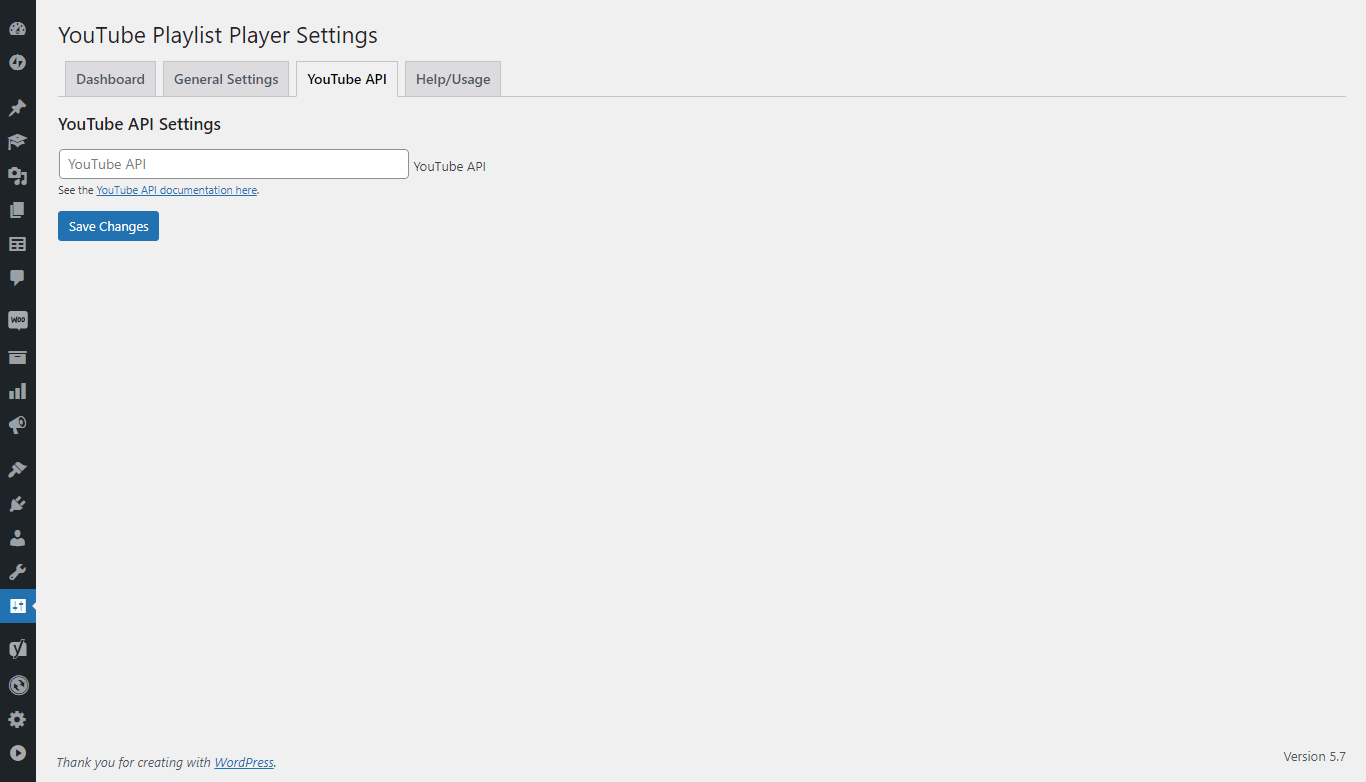 YouTube Playlist Player Settings
Dashboard General Settings YouTube API Help/Usage
YouTube API Settings
YouTube API YouTube API
See the YouTube API documentation here.
Save Changes
WOO
Thank you for creating with WordPress.
Version 5.7